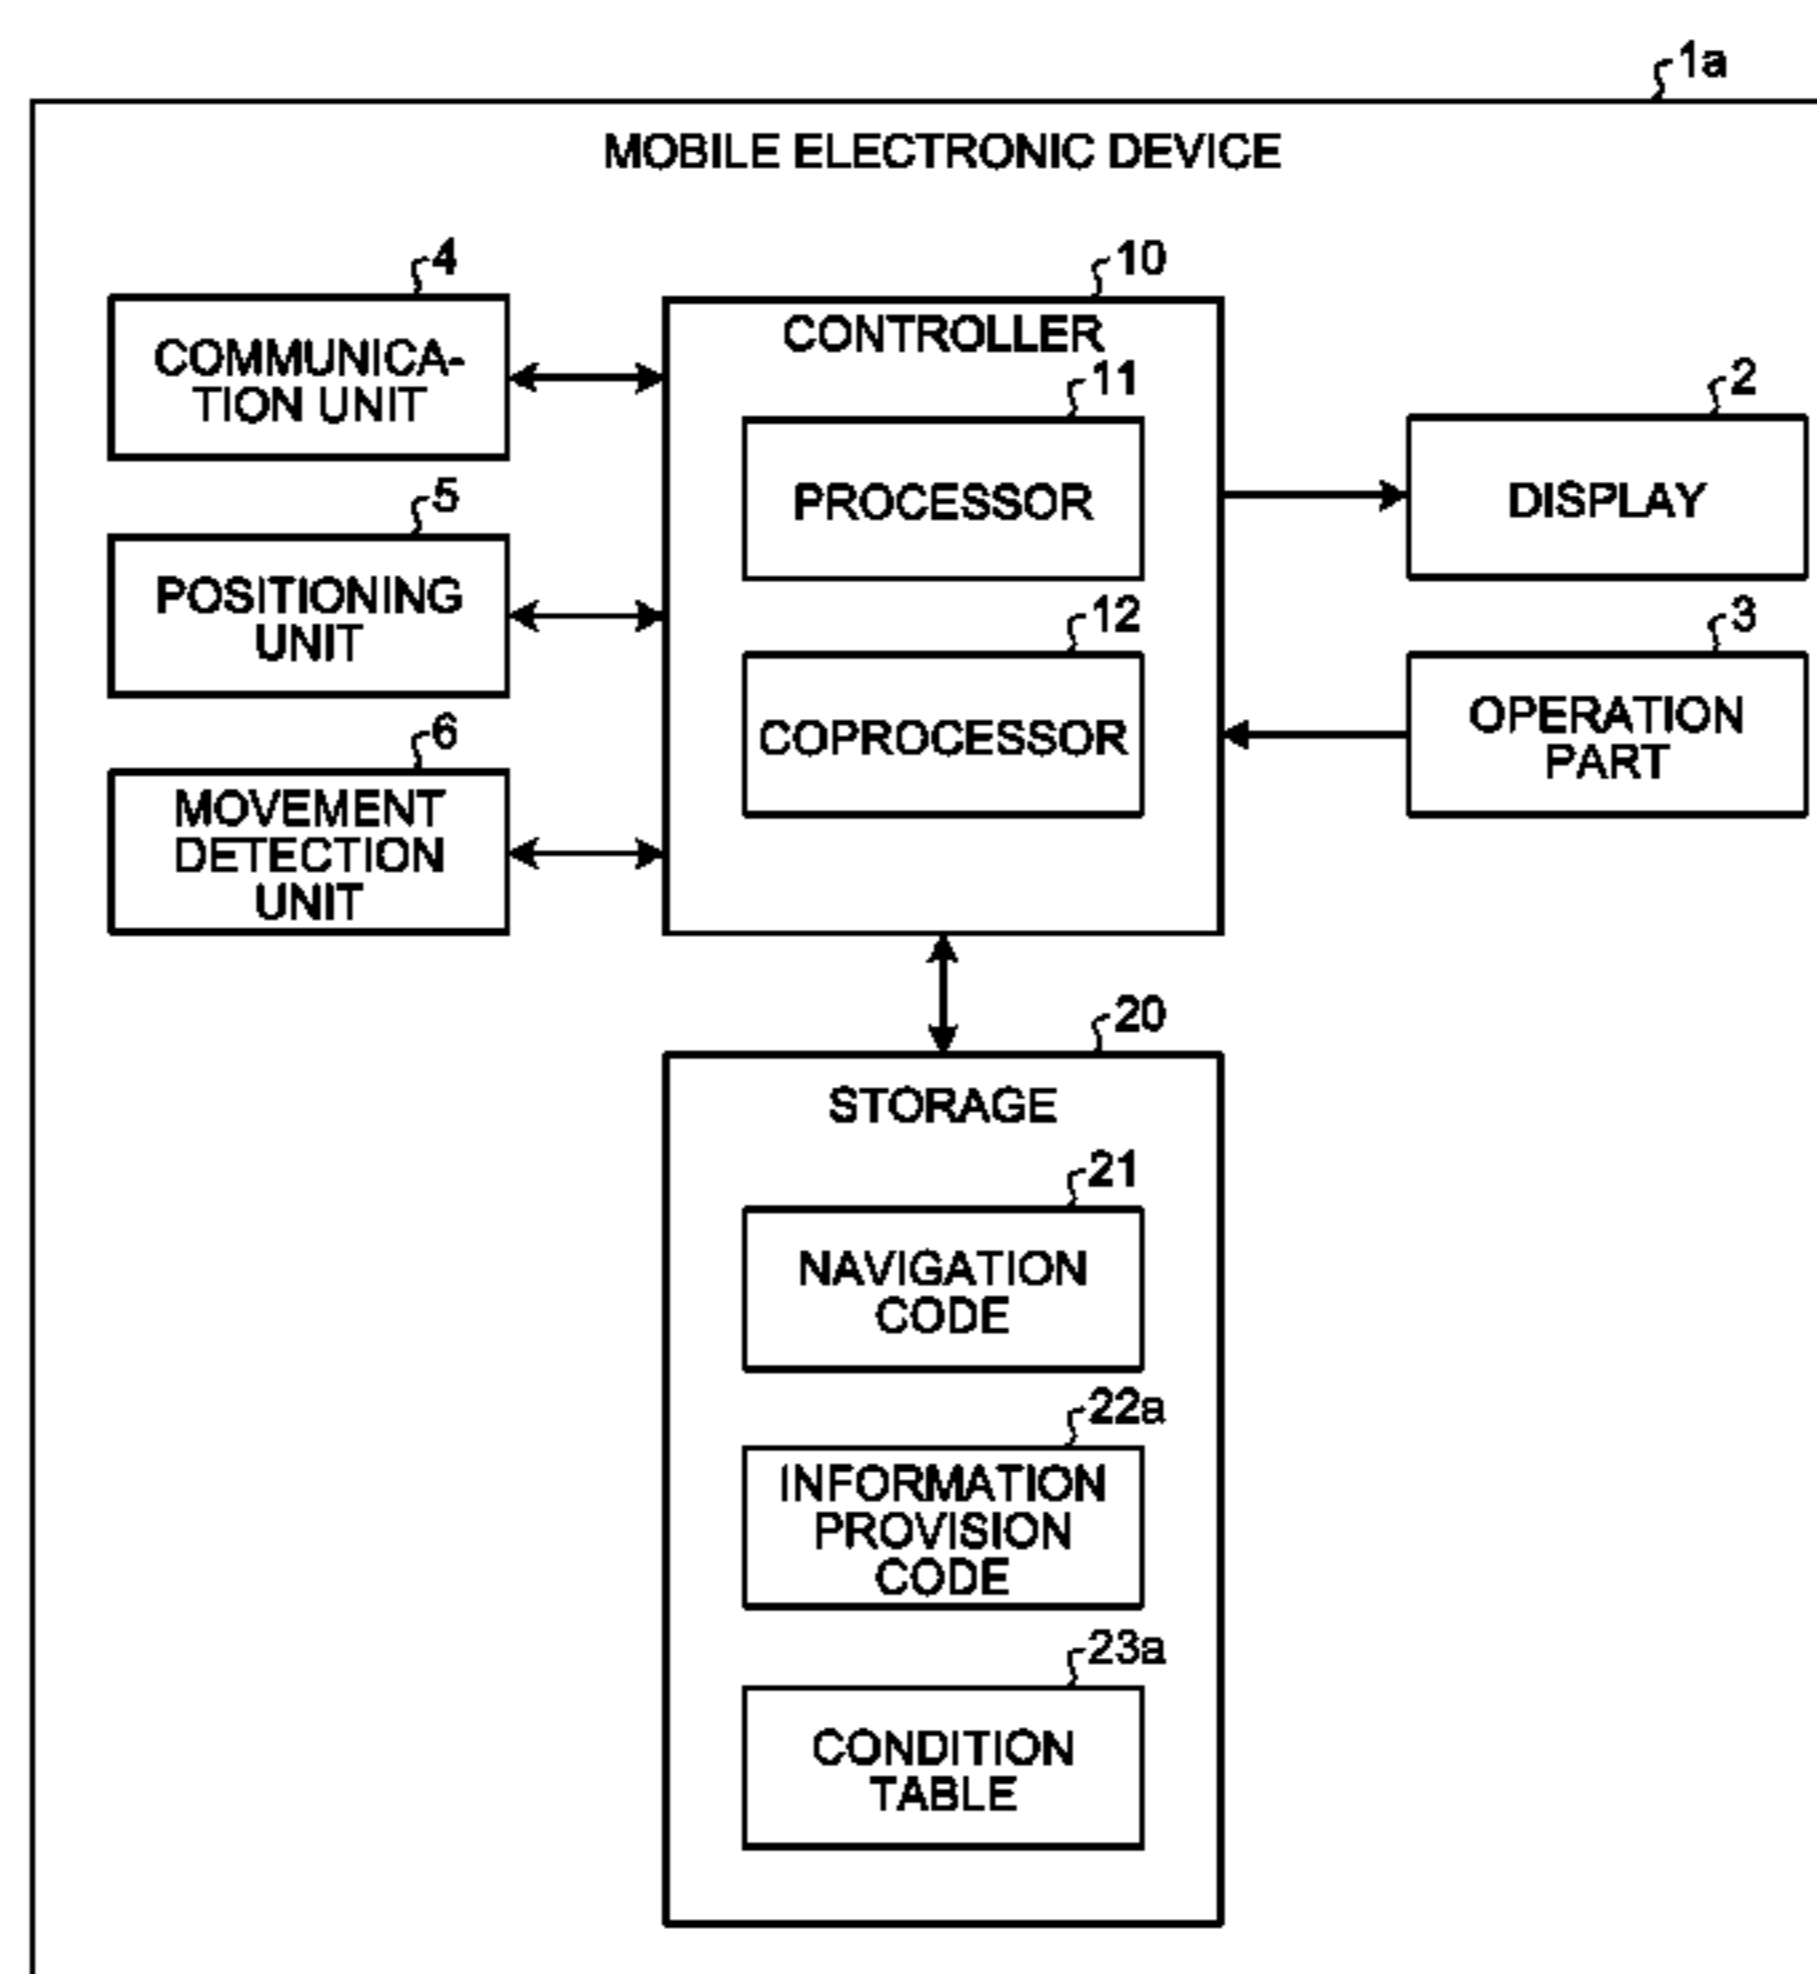 1a
MOBILE ELECTRONIC DEVICE
4
COMMUNICA-
TION UNIT
5
POSITIONING
UNIT
6
MOVEMENT
DETECTION
UNIT
10
CONTROLLER
11
PROCESSOR
12
COPROCESSOR
2
DISPLAY
3
OPERATION
PART
20
STORAGE
21
NAVIGATION
CODE
22a
INFORMATION
PROVISION
CODE
23a
CONDITION
TABLE